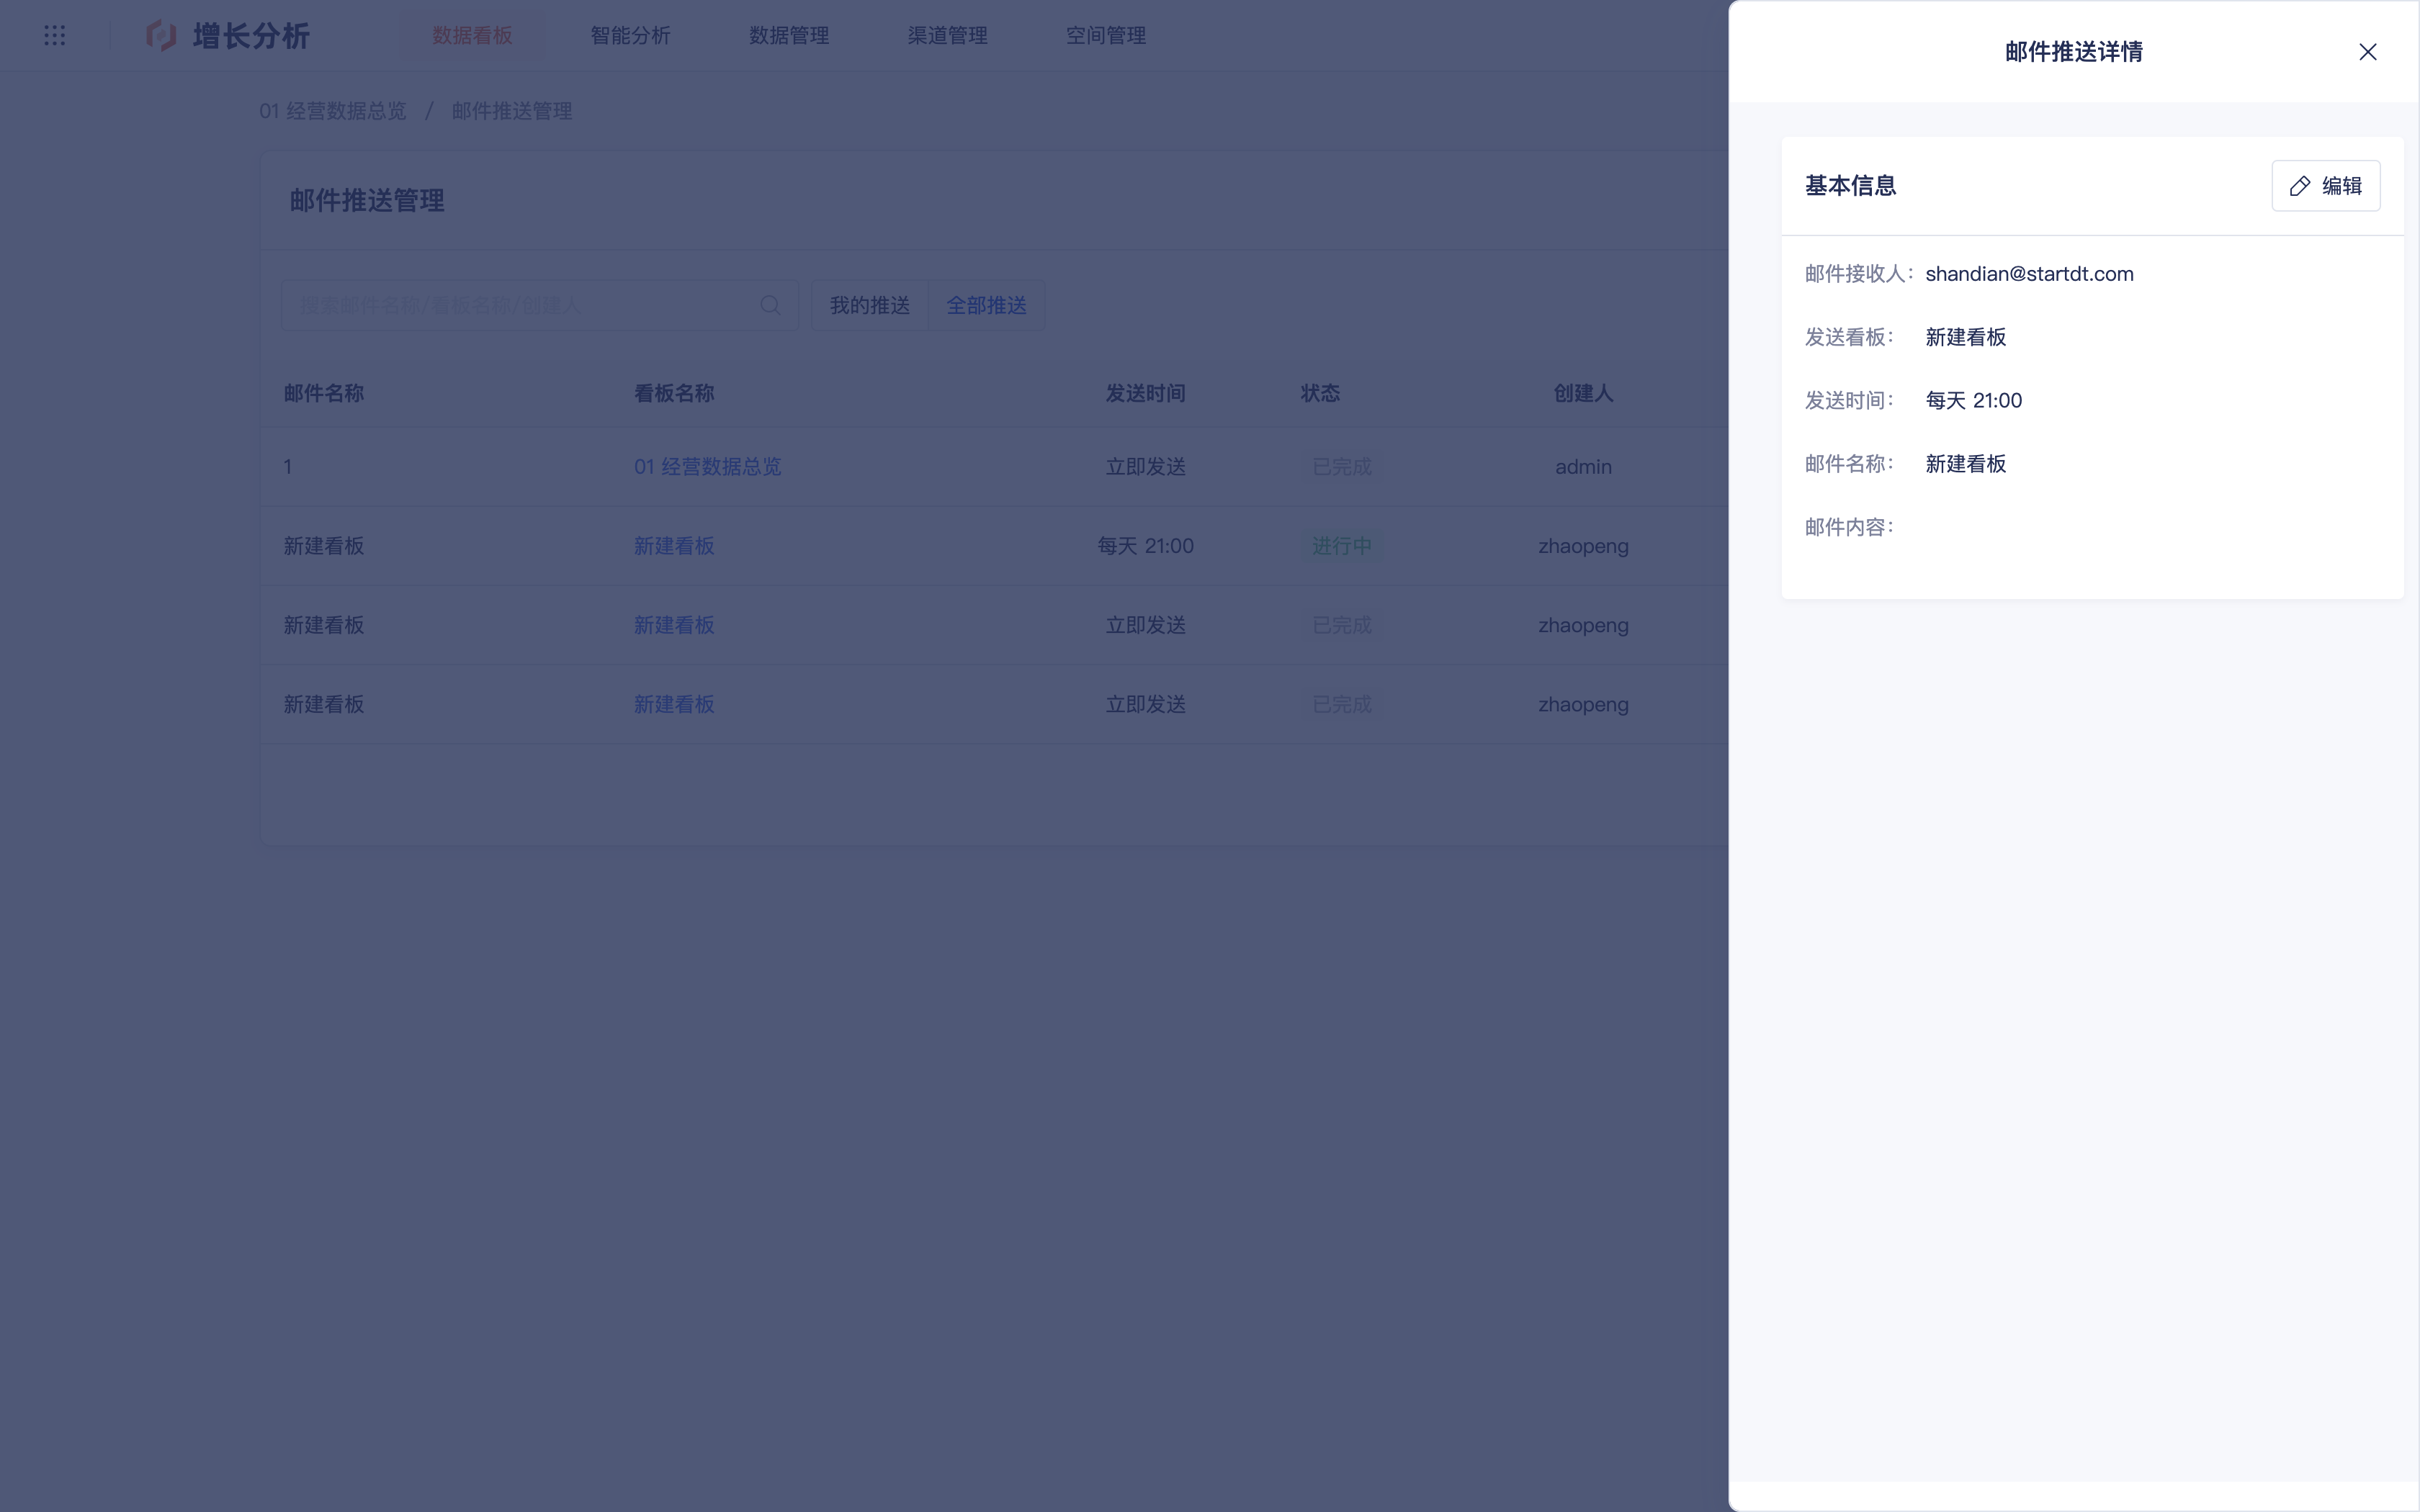 增长分析
数据看板
智能分析
数据管理
渠道管理
空间管理
01 经营数据总览 / 邮件推送管理
邮件推送管理
搜索邮件名称/看板名称/创建人
我的推送
全部推送
邮件名称 看板名称 发送时间 状态 创建人
1 01 经营数据总览 立即发送 已完成 admin
新建看板 新建看板 每天 21:00 进行中 zhaopeng
新建看板 新建看板 立即发送 已完成 zhaopeng
新建看板 新建看板 立即发送 已完成 zhaopeng
邮件推送详情
基本信息
编辑
邮件接收人： shandian@startdt.com
发送看板： 新建看板
发送时间： 每天 21:00
邮件名称： 新建看板
邮件内容：